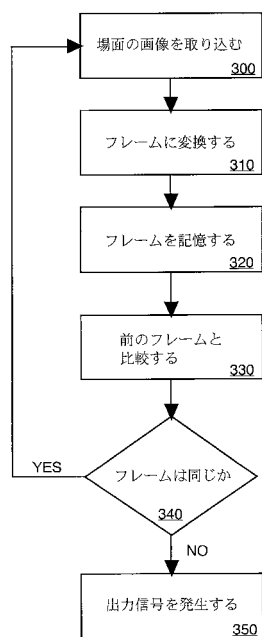 場面の画像を取り込む
300
フレームに変換する
310
フレームを記憶する
320
前のフレームと
比較する
330
フレームは同じか
340
YES
NO
出力信号を発生する
350